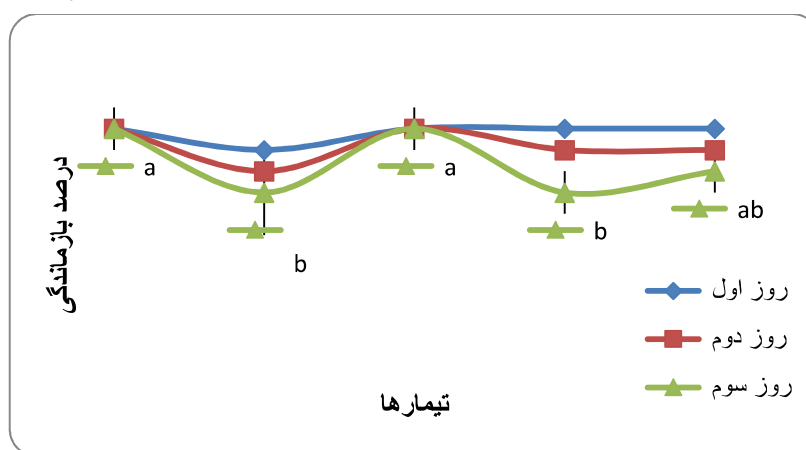 a
a
b
b
ab
درصد بازماندگی
روز اول
روز دوم
روز سوم
تیمارها